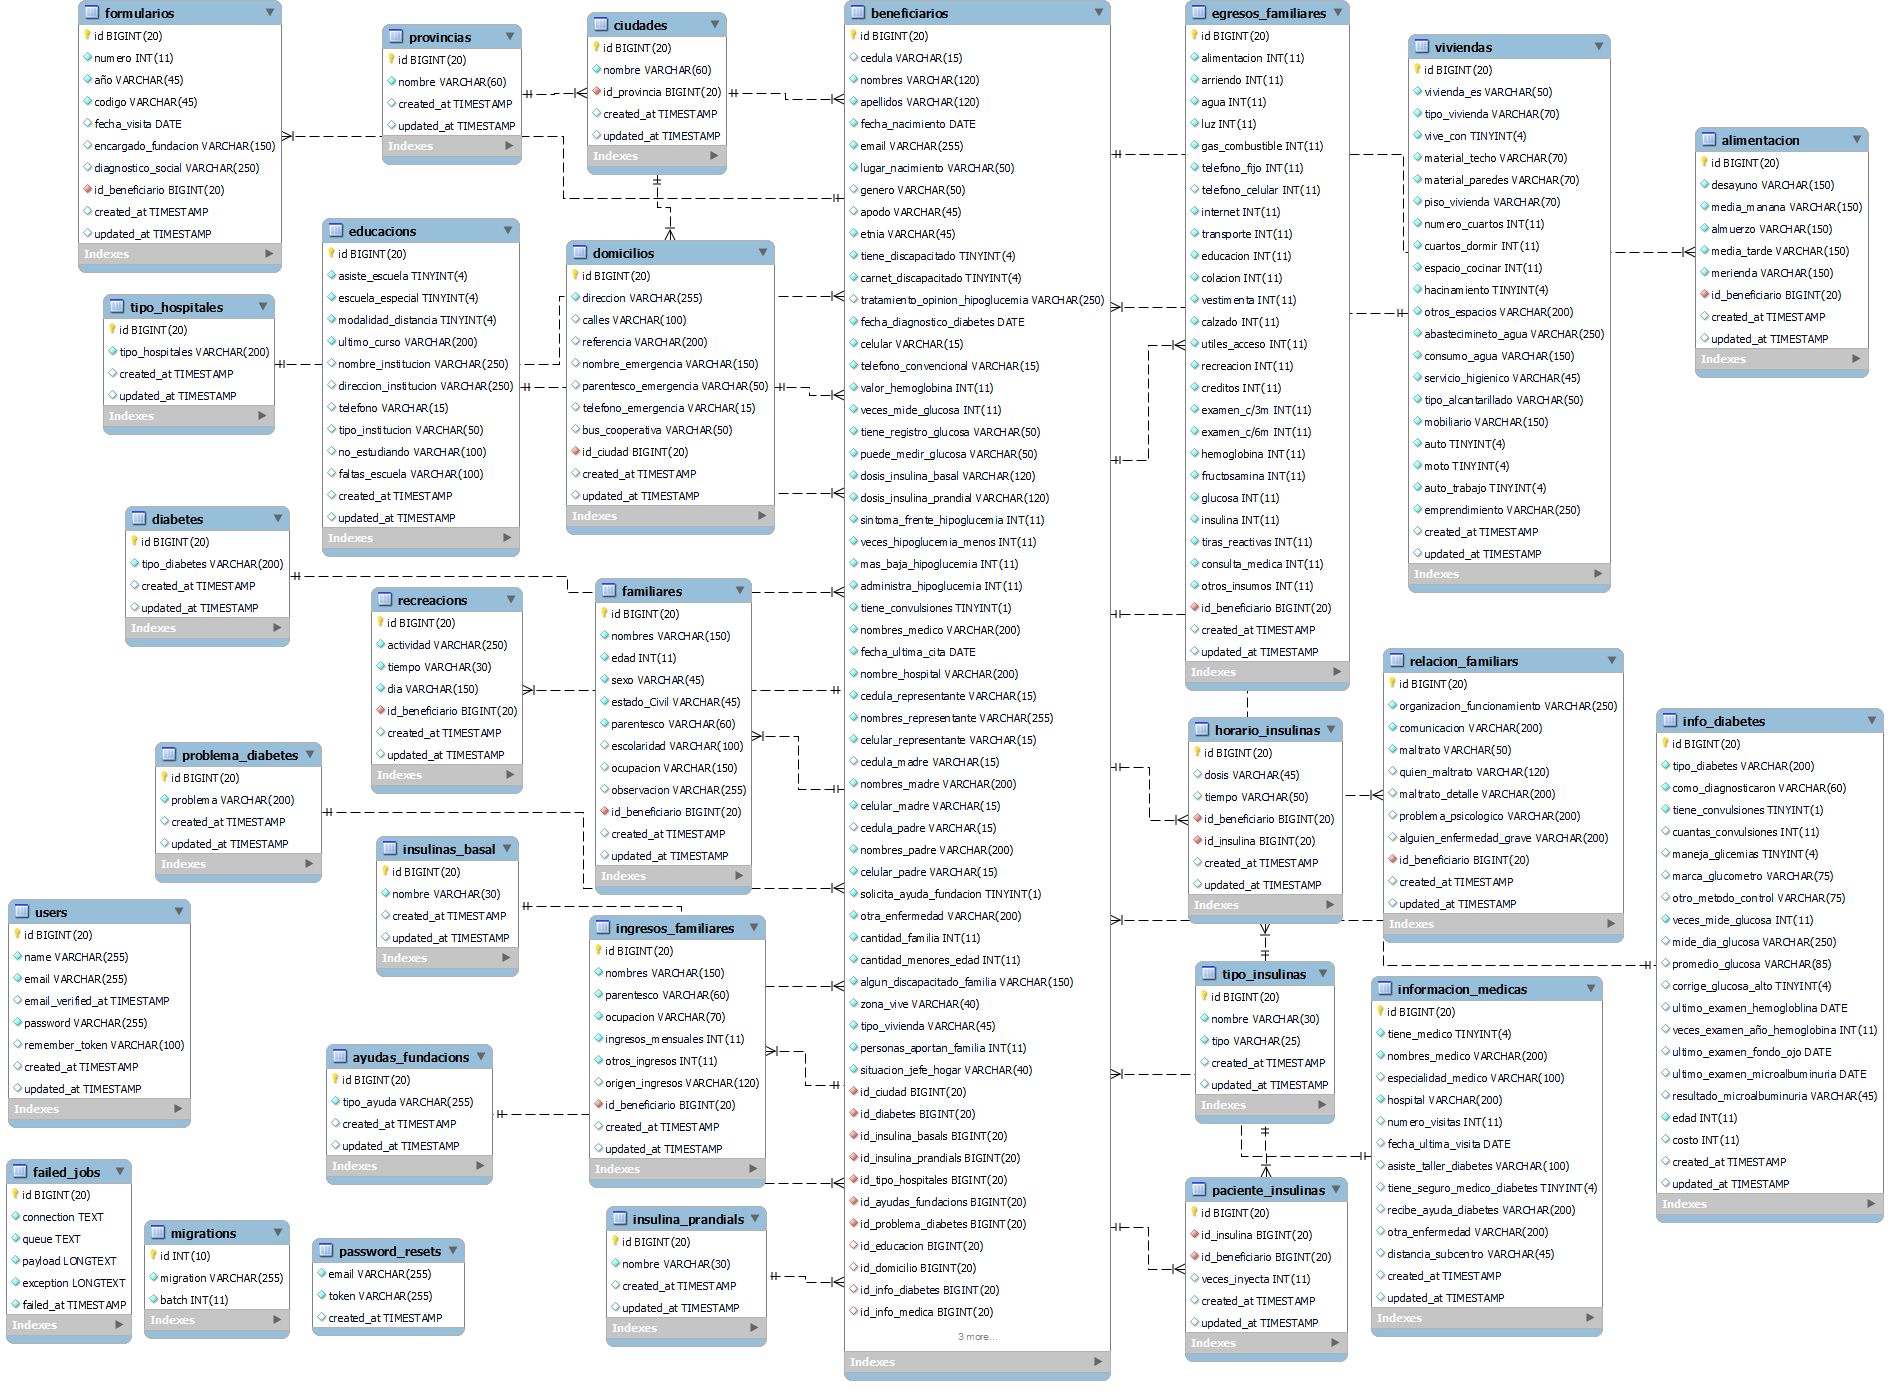 formularios
id BIGINT(20)
numero INT(11)
año VARCHAR(45)
codigo VARCHAR(45)
fecha_visita DATE
encargado_fundacion VARCHAR(150)
diagnostico_social VARCHAR(250)
id_beneficiario BIGINT(20)
created_at TIMESTAMP
updated_at TIMESTAMP
Indexes
provincias
id BIGINT(20)
nombre VARCHAR(60)
created_at TIMESTAMP
updated_at TIMESTAMP
Indexes
ciudades
id BIGINT(20)
nombre VARCHAR(60)
id_provincia BIGINT(20)
created_at TIMESTAMP
updated_at TIMESTAMP
Indexes
tipo_hospitales
id BIGINT(20)
tipo_hospitales VARCHAR(200)
created_at TIMESTAMP
updated_at TIMESTAMP
Indexes
educacions
id BIGINT(20)
asiste_escuela TINYINT(4)
escuela_especial TINYINT(4)
modalidad_distancia TINYINT(4)
ultimo_curso VARCHAR(200)
nombre_institucion VARCHAR(250)
direccion_institucion VARCHAR(250)
telefono VARCHAR(15)
tipo_institucion VARCHAR(50)
no_estudiando VARCHAR(100)
faltas_escuela VARCHAR(100)
created_at TIMESTAMP
updated_at TIMESTAMP
Indexes
domicilios
id BIGINT(20)
direccion VARCHAR(255)
calles VARCHAR(100)
referencia VARCHAR(200)
nombre_emergencia VARCHAR(150)
parentesco_emergencia VARCHAR(50)
telefono_emergencia VARCHAR(15)
bus_cooperativa VARCHAR(50)
id_ciudad BIGINT(20)
created_at TIMESTAMP
updated_at TIMESTAMP
Indexes
diabetes
id BIGINT(20)
tipo_diabetes VARCHAR(200)
created_at TIMESTAMP
updated_at TIMESTAMP
Indexes
recreacions
id BIGINT(20)
actividad VARCHAR(250)
tiempo VARCHAR(30)
dia VARCHAR(150)
id_beneficiario BIGINT(20)
created_at TIMESTAMP
updated_at TIMESTAMP
Indexes
familiares
id BIGINT(20)
nombres VARCHAR(150)
edad INT(11)
sexo VARCHAR(45)
estado_Civil VARCHAR(45)
parentesco VARCHAR(60)
escolaridad VARCHAR(100)
ocupacion VARCHAR(150)
observacion VARCHAR(255)
id_beneficiario BIGINT(20)
created_at TIMESTAMP
updated_at TIMESTAMP
Indexes
problema_diabetes
id BIGINT(20)
problema VARCHAR(200)
created_at TIMESTAMP
updated_at TIMESTAMP
Indexes
insulinas_basal
id BIGINT(20)
nombre VARCHAR(30)
created_at TIMESTAMP
updated_at TIMESTAMP
Indexes
users
id BIGINT(20)
name VARCHAR(255)
email VARCHAR(255)
email_verified_at TIMESTAMP
password VARCHAR(255)
remember_token VARCHAR(100)
created_at TIMESTAMP
updated_at TIMESTAMP
Indexes
ingresos_familiares
id BIGINT(20)
nombres VARCHAR(150)
parentesco VARCHAR(60)
ocupacion VARCHAR(70)
ingresos_mensuales INT(11)
otros_ingresos INT(11)
origen_ingresos VARCHAR(120)
id_beneficiario BIGINT(20)
created_at TIMESTAMP
updated_at TIMESTAMP
Indexes
ayudas_fundacions
id BIGINT(20)
tipo_ayuda VARCHAR(255)
created_at TIMESTAMP
updated_at TIMESTAMP
Indexes
failed_jobs
id BIGINT(20)
connection TEXT
queue TEXT
payload LONGTEXT
exception LONGTEXT
failed_at TIMESTAMP
Indexes
migrations
id INT(10)
migration VARCHAR(255)
batch INT(11)
Indexes
password_resets
email VARCHAR(255)
token VARCHAR(255)
created_at TIMESTAMP
Indexes
insulina_prandials
id BIGINT(20)
nombre VARCHAR(30)
created_at TIMESTAMP
updated_at TIMESTAMP
Indexes
beneficiarios
id BIGINT(20)
cedula VARCHAR(15)
nombres VARCHAR(120)
apellidos VARCHAR(120)
fecha_nacimiento DATE
email VARCHAR(255)
lugar_nacimiento VARCHAR(50)
genero VARCHAR(50)
apodo VARCHAR(45)
etnia VARCHAR(45)
tiene_discapacitado TINYINT(4)
carnet_discapacitado TINYINT(4)
tratamiento_opinion_hipoglucemia VARCHAR(250)
fecha_diagnostico_diabetes DATE
celular VARCHAR(15)
telefono_convencional VARCHAR(15)
valor_hemoglobina INT(11)
veces_mide_glucosa INT(11)
tiene_registro_glucosa VARCHAR(50)
puede_medir_glucosa VARCHAR(50)
dosis_insulina_basal VARCHAR(120)
dosis_insulina_prandial VARCHAR(120)
sintoma_frente_hipoglucemia INT(11)
veces_hipoglucemia_menos INT(11)
mas_baja_hipoglucemia INT(11)
administra_hipoglucemia INT(11)
tiene_convulsiones TINYINT(1)
nombres_medico VARCHAR(200)
fecha_ultima_cita DATE
nombre_hospital VARCHAR(200)
cedula_representante VARCHAR(15)
nombres_representante VARCHAR(255)
celular_representante VARCHAR(15)
cedula_madre VARCHAR(15)
nombres_madre VARCHAR(200)
celular_madre VARCHAR(15)
cedula_padre VARCHAR(15)
nombres_padre VARCHAR(200)
celular_padre VARCHAR(15)
solicita_ayuda_fundacion TINYINT(1)
otra_enfermedad VARCHAR(200)
cantidad_familia INT(11)
cantidad_menores_edad INT(11)
algun_discapacitado_familia VARCHAR(150)
zona_vive VARCHAR(40)
tipo_vivienda VARCHAR(45)
personas_aportan_familia INT(11)
situacion_jefe_hogar VARCHAR(40)
id_ciudad BIGINT(20)
id_diabetes BIGINT(20)
id_insulina_basals BIGINT(20)
id_insulina_prandials BIGINT(20)
id_tipo_hospitales BIGINT(20)
id_ayudas_fundacions BIGINT(20)
id_problema_diabetes BIGINT(20)
id_educacion BIGINT(20)
id_domicilio BIGINT(20)
id_info_diabetes BIGINT(20)
id_info_medica BIGINT(20)
3 more...
Indexes
egresos_familiares
id BIGINT(20)
alimentacion INT(11)
arriendo INT(11)
agua INT(11)
luz INT(11)
gas_combustible INT(11)
telefono_fijo INT(11)
telefono_celular INT(11)
internet INT(11)
transporte INT(11)
educacion INT(11)
colacion INT(11)
vestimenta INT(11)
calzado INT(11)
utiles_acceso INT(11)
recreacion INT(11)
creditos INT(11)
examen_c/3m INT(11)
examen_c/6m INT(11)
hemoglobina INT(11)
fructosamina INT(11)
glucosa INT(11)
insulina INT(11)
tiras_reactivas INT(11)
consulta_medica INT(11)
otros_insumos INT(11)
id_beneficiario BIGINT(20)
created_at TIMESTAMP
updated_at TIMESTAMP
Indexes
viviendas
id BIGINT(20)
vivienda_es VARCHAR(50)
tipo_vivienda VARCHAR(70)
vive_con TINYINT(4)
material_techo VARCHAR(70)
material_paredes VARCHAR(70)
piso_vivienda VARCHAR(70)
numero_cuartos INT(11)
cuartos_dormir INT(11)
espacio_cocinar INT(11)
hacinamiento TINYINT(4)
otros_espacios VARCHAR(200)
abastecimineto_agua VARCHAR(250)
consumo_agua VARCHAR(150)
servicio_higienico VARCHAR(45)
tipo_alcantarillado VARCHAR(50)
mobiliario VARCHAR(150)
auto TINYINT(4)
moto TINYINT(4)
auto_trabajo TINYINT(4)
emprendimiento VARCHAR(250)
created_at TIMESTAMP
updated_at TIMESTAMP
Indexes
alimentacion
id BIGINT(20)
desayuno VARCHAR(150)
media_manana VARCHAR(150)
almuerzo VARCHAR(150)
media_tarde VARCHAR(150)
merienda VARCHAR(150)
id_beneficiario BIGINT(20)
created_at TIMESTAMP
updated_at TIMESTAMP
Indexes
horario_insulinas
id BIGINT(20)
dosis VARCHAR(45)
tiempo VARCHAR(50)
id_beneficiario BIGINT(20)
id_insulina BIGINT(20)
created_at TIMESTAMP
updated_at TIMESTAMP
Indexes
relacion_familiars
id BIGINT(20)
organizacion_funcionamiento VARCHAR(250)
comunicacion VARCHAR(200)
maltrato VARCHAR(50)
quien_maltrato VARCHAR(120)
maltrato_detalle VARCHAR(200)
problema_psicologico VARCHAR(200)
alguien_enfermedad_grave VARCHAR(200)
id_beneficiario BIGINT(20)
created_at TIMESTAMP
updated_at TIMESTAMP
Indexes
info_diabetes
id BIGINT(20)
tipo_diabetes VARCHAR(200)
como_diagnosticaron VARCHAR(60)
tiene_convulsiones TINYINT(1)
cuantas_convulsiones INT(11)
maneja_glicemias TINYINT(4)
marca_glucometro VARCHAR(75)
otro_metodo_control VARCHAR(75)
veces_mide_glucosa INT(11)
mide_dia_glucosa VARCHAR(250)
promedio_glucosa VARCHAR(85)
corrige_glucosa_alto TINYINT(4)
ultimo_examen_hemogloblina DATE
veces_examen_año_hemoglobina INT(11)
ultimo_examen_fondo_ojo DATE
ultimo_examen_microalbuminuria DATE
resultado_microalbuminuria VARCHAR(45)
edad INT(11)
costo INT(11)
created_at TIMESTAMP
updated_at TIMESTAMP
Indexes
tipo_insulinas
id BIGINT(20)
nombre VARCHAR(30)
tipo VARCHAR(25)
created_at TIMESTAMP
updated_at TIMESTAMP
Indexes
informacion_medicas
id BIGINT(20)
tiene_medico TINYINT(4)
nombres_medico VARCHAR(200)
especialidad_medico VARCHAR(100)
hospital VARCHAR(200)
numero_visitas INT(11)
fecha_ultima_visita DATE
asiste_taller_diabetes VARCHAR(100)
tiene_seguro_medico_diabetes TINYINT(4)
recibe_ayuda_diabetes VARCHAR(200)
otra_enfermedad VARCHAR(200)
distancia_subcentro VARCHAR(45)
created_at TIMESTAMP
updated_at TIMESTAMP
Indexes
paciente_insulinas
id BIGINT(20)
id_insulina BIGINT(20)
id_beneficiario BIGINT(20)
veces_inyecta INT(11)
created_at TIMESTAMP
updated_at TIMESTAMP
Indexes